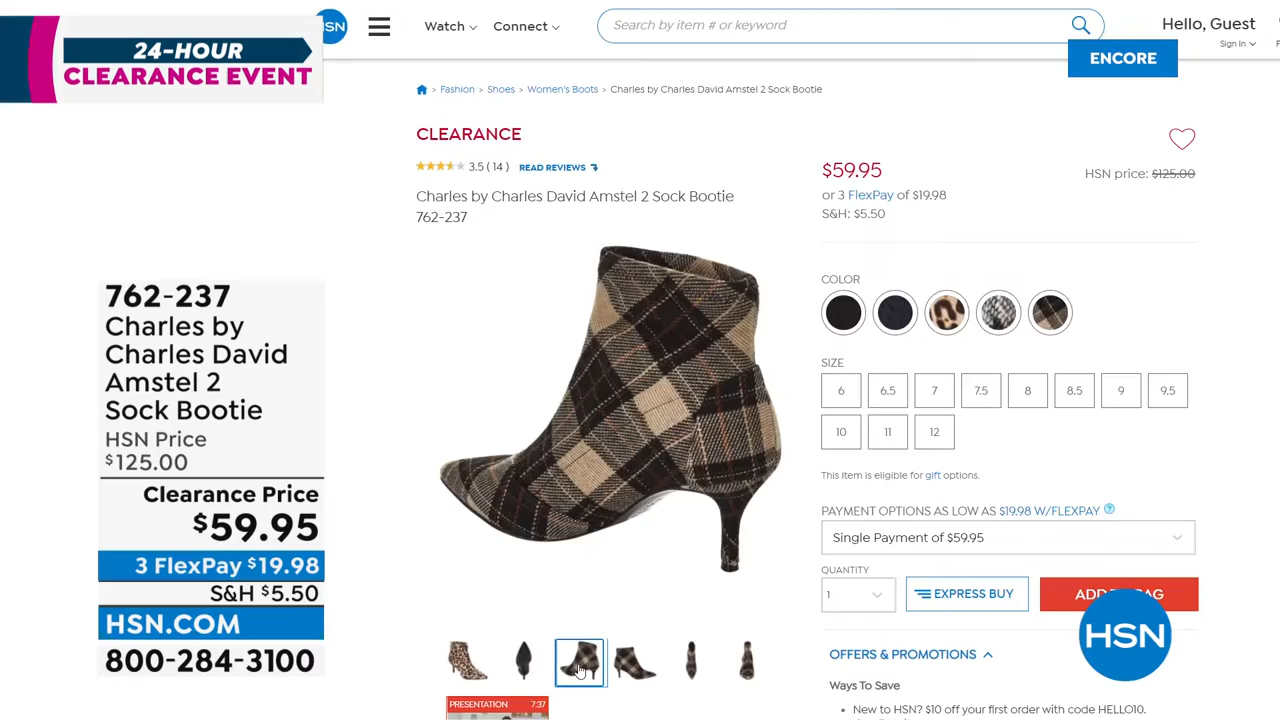 24-HOUR
CLEARANCE EVENT
SN
Watch
Connect
Search by item # or keyword
Hello, Guest
Sign In
ENCORE
> Fashion > Shoes > Women's Boots > Charles by Charles David Amstel 2 Sock Bootie
CLEARANCE
3.5 ( 14 ) READ REVIEWS
Charles by Charles David Amstel 2 Sock Bootie
762-237
$59.95
HSN price: $125.00
or 3 FlexPay of $19.98
S&H: $5.50
COLOR
SIZE
6 6.5 7 7.5 8 8.5 9 9.5
10 11 12
This item is eligible for gift options.
PAYMENT OPTIONS AS LOW AS $19.98 W/FLEXPAY ?
Single Payment of $59.95
QUANTITY
1
EXPRESS BUY
HSN
OFFERS & PROMOTIONS
Ways To Save
• New to HSN? $10 off your first order with code HELLO10.
762-237
Charles by
Charles David
Amstel 2
Sock Bootie
HSN Price
$125.00
Clearance Price
$59.95
3 FlexPay $19.98
S&H $5.50
HSN.COM
800-284-3100
PRESENTATION 7:37